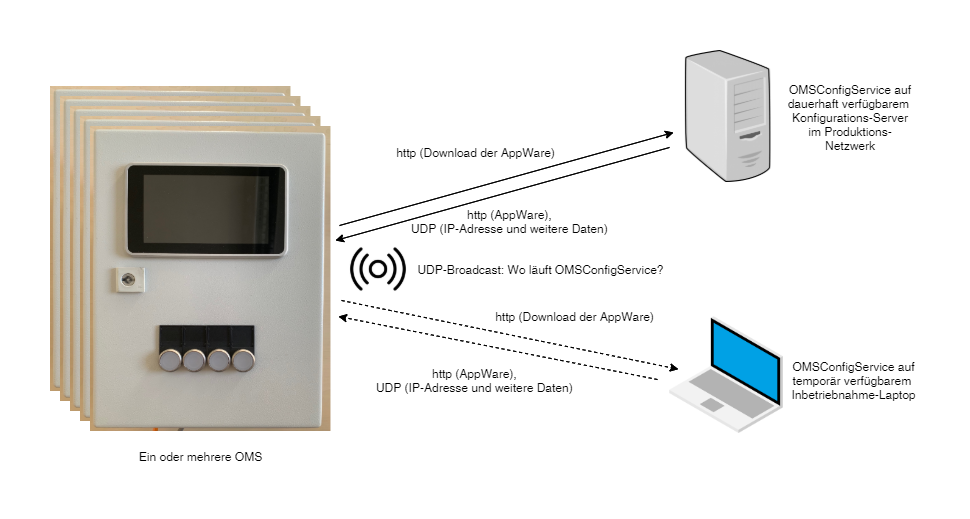 OMSConfigService auf
dauerhaft verfügbarem
Konfigurations-Server
im Produktions-
Netzwerk
http (Download der AppWare)
http (AppWare),
UDP (IP-Adresse und weitere Daten)
UDP-Broadcast: Wo läuft OMSConfigService?
http (Download der AppWare)
http (AppWare),
UDP (IP-Adresse und weitere Daten)
OMSConfigService auf
temporär verfügbarem
Inbetriebnahme-Laptop
Ein oder mehrere OMS